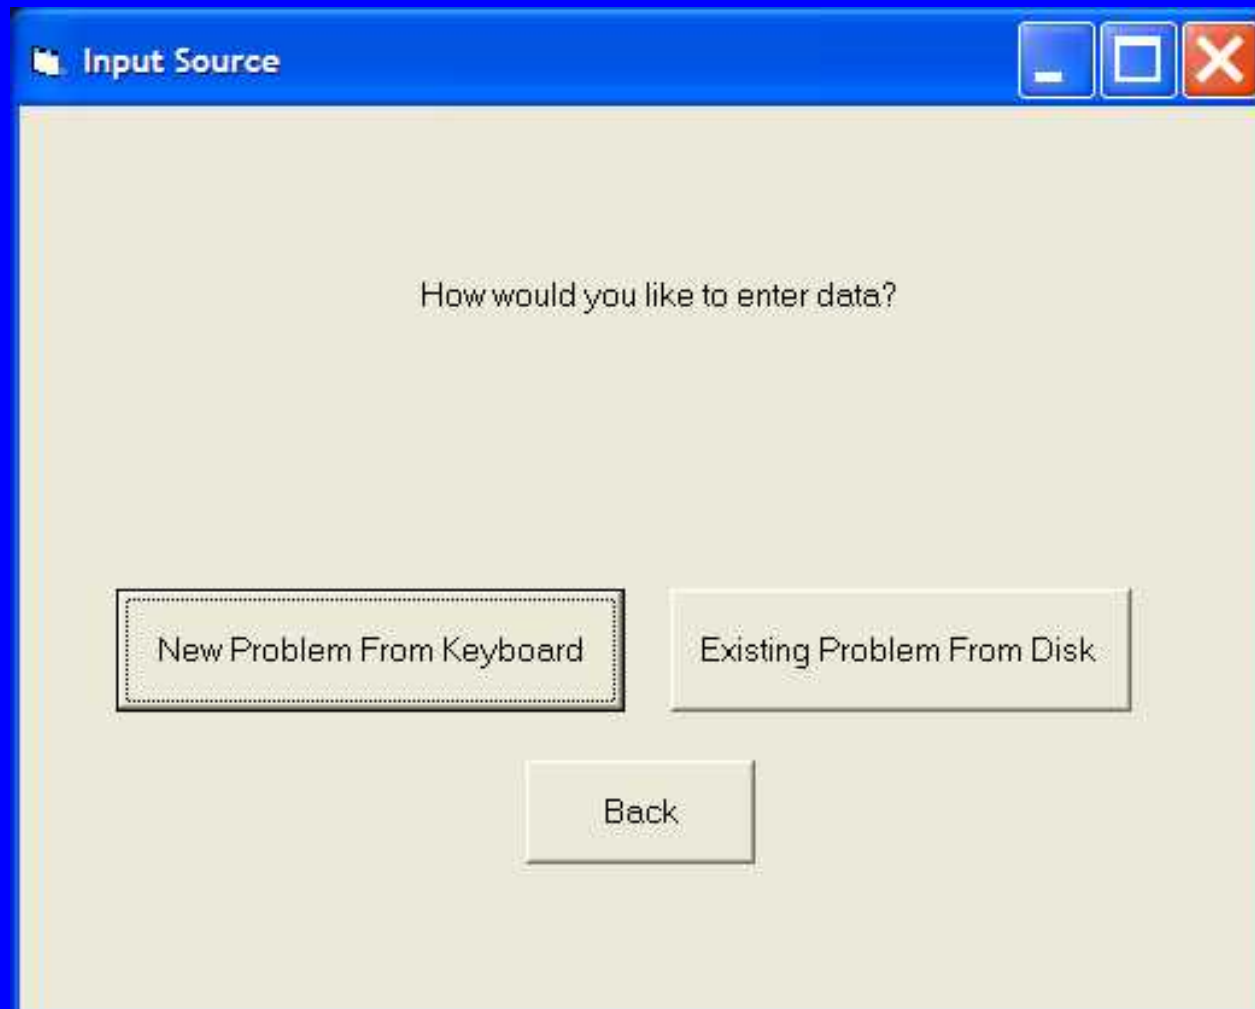 Input Source
How would you like to enter data?
New Problem From Keyboard
Existing Problem From Disk
Back